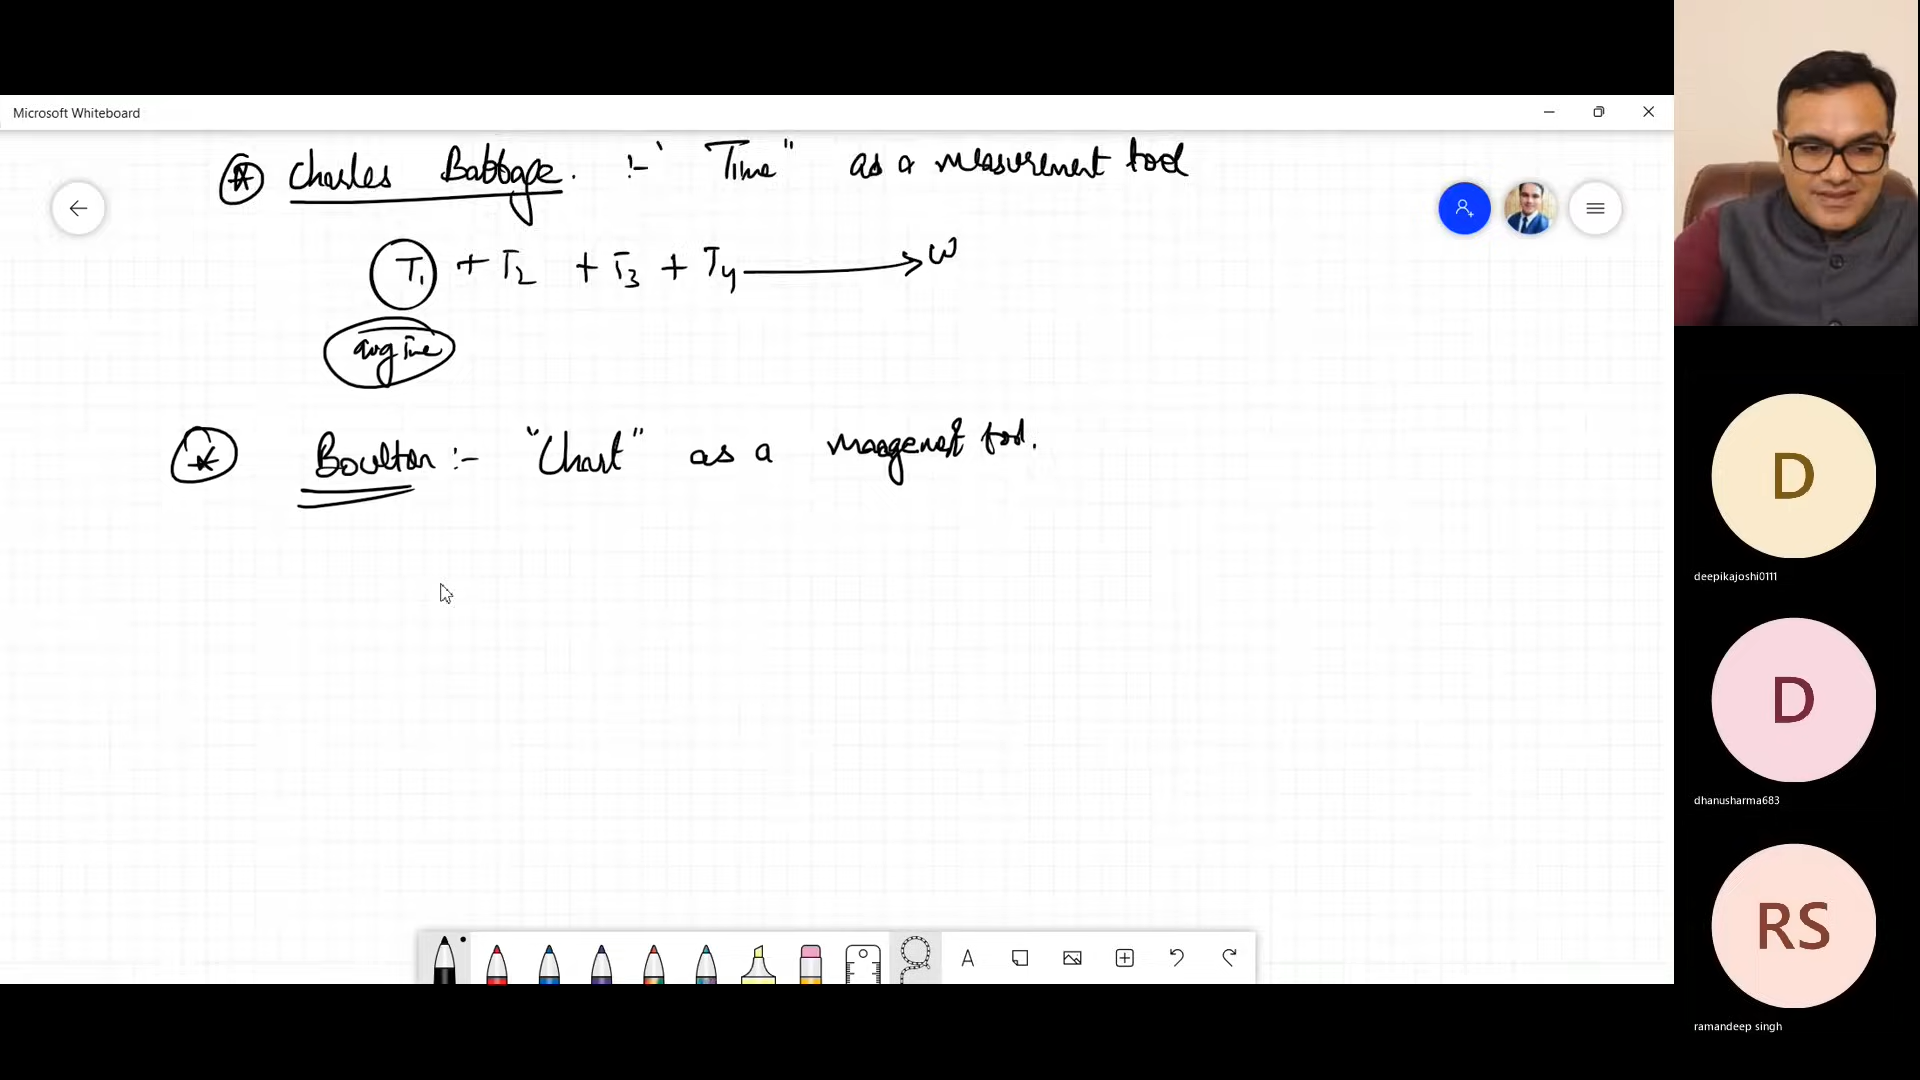 Microsoft Whiteboard
Charles Babbage. :- "Time" as a measurement tool
T1 + T2 + T3 + T4 → W
avg time
Boulton :- "Chart" as a management tool.
D
deepikajoshi0111
D
dhanusharma683
RS
ramandeep singh
A